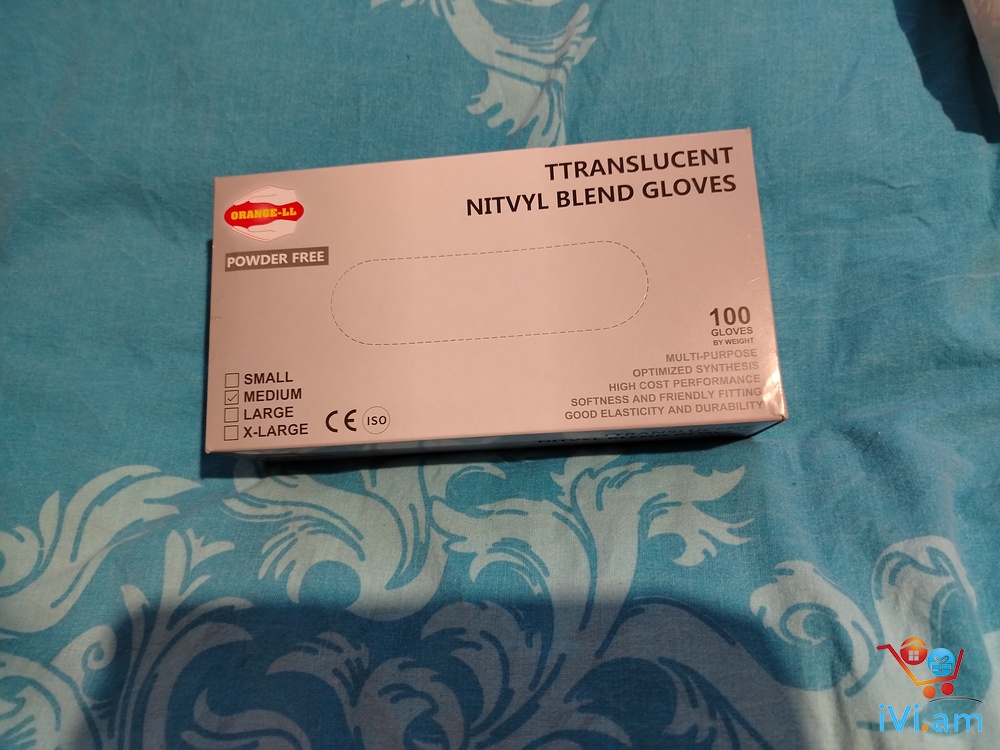 TTRANSLUCENT
NITVYL BLEND GLOVES
ORANGE-LL
POWDER FREE
100
GLOVES
BY WEIGHT
MULTI-PURPOSE
OPTIMIZED SYNTHESIS
HIGH COST PERFORMANCE
SOFTNESS AND FRIENDLY FITTING
GOOD ELASTICITY AND DURABILITY
SMALL
MEDIUM
LARGE
X-LARGE
CE ISO
TTRANSLUCENT
iVi.am